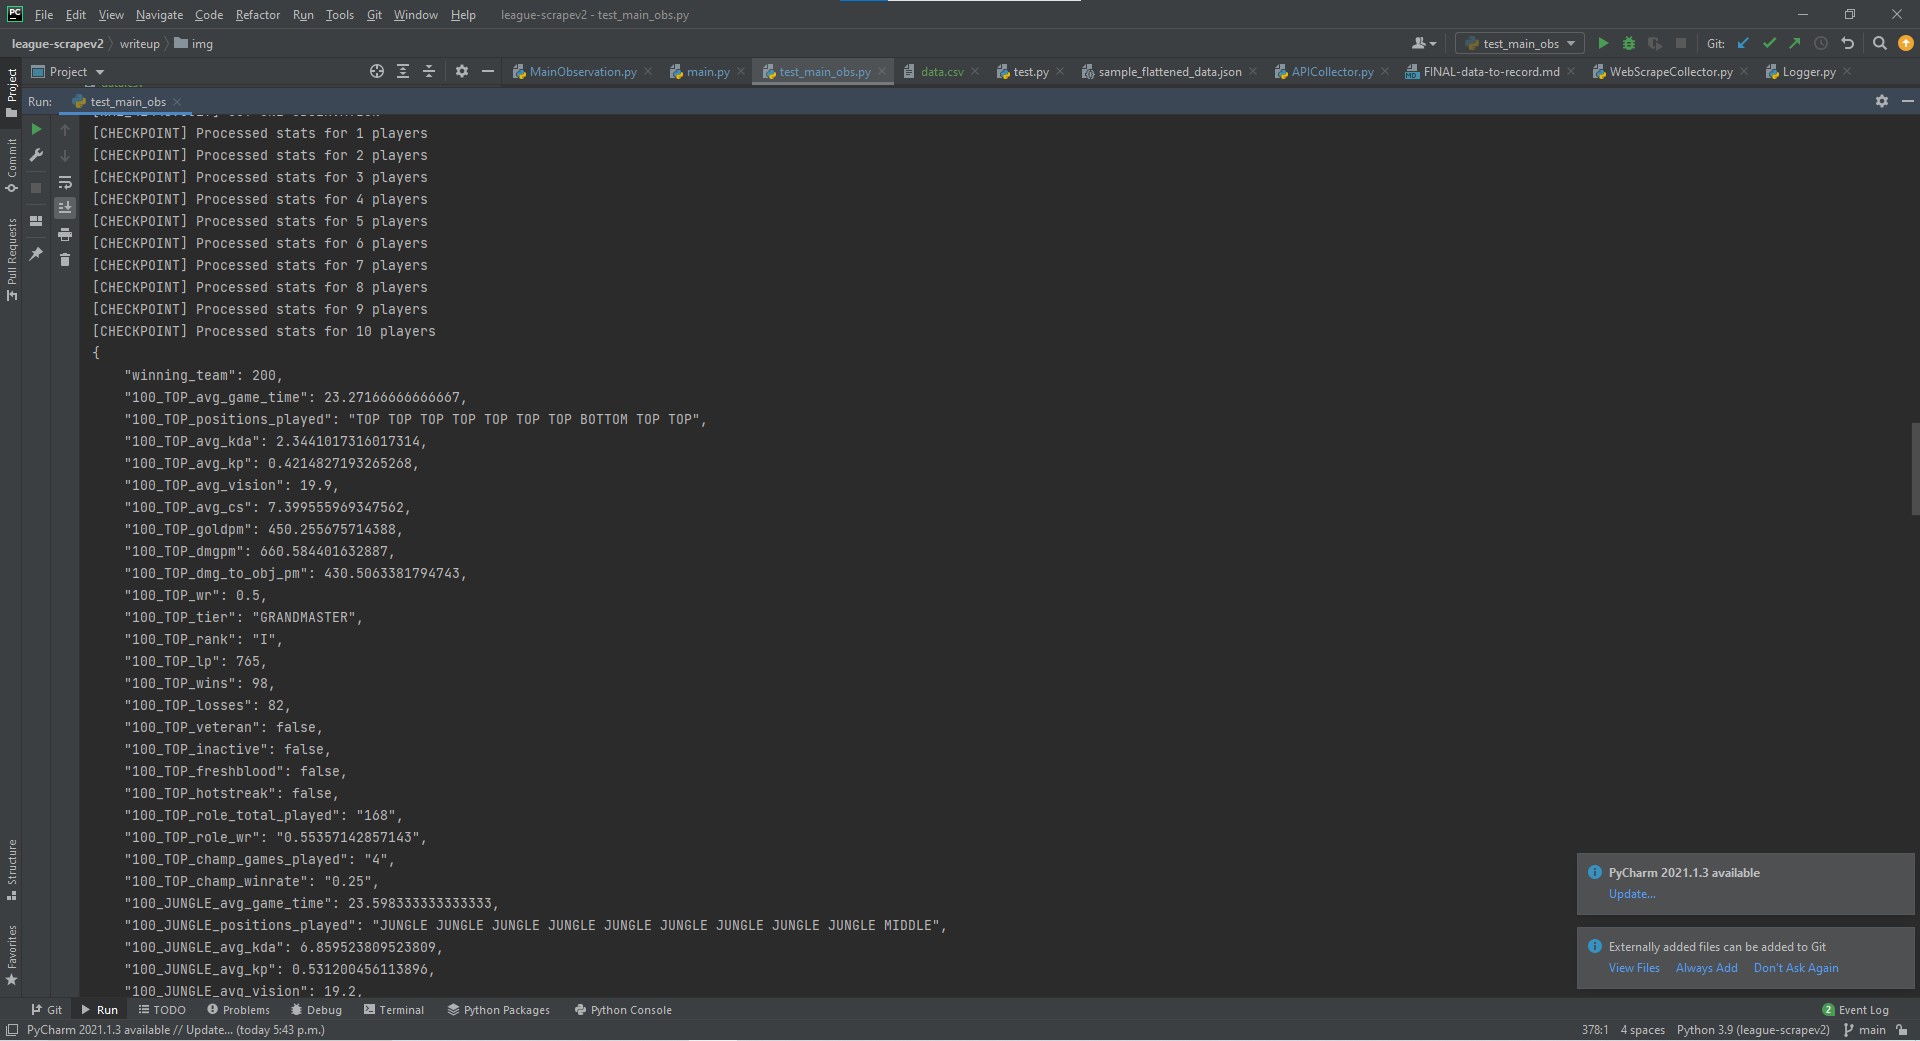 PC File Edit View Navigate Code Refactor Run Tools Git Window Help league-scrapev2 - test_main_obs.py
league-scrapev2 writeup img test_main_obs Git:
Project MainObservation.py main.py test_main_obs.py data.csv test.py sample_flattened_data.json APICollector.py FINAL-data-to-record.md WebScrapeCollector.py Logger.py
Run: test_main_obs
Project
Commit
Pull Requests
Structure
Favorites
[CHECKPOINT] Processed stats for 1 players
[CHECKPOINT] Processed stats for 2 players
[CHECKPOINT] Processed stats for 3 players
[CHECKPOINT] Processed stats for 4 players
[CHECKPOINT] Processed stats for 5 players
[CHECKPOINT] Processed stats for 6 players
[CHECKPOINT] Processed stats for 7 players
[CHECKPOINT] Processed stats for 8 players
[CHECKPOINT] Processed stats for 9 players
[CHECKPOINT] Processed stats for 10 players
{
"winning_team": 200,
"100_TOP_avg_game_time": 23.27166666666667,
"100_TOP_positions_played": "TOP TOP TOP TOP TOP TOP TOP BOTTOM TOP TOP",
"100_TOP_avg_kda": 2.3441017316017314,
"100_TOP_avg_kp": 0.4214827193265268,
"100_TOP_avg_vision": 19.9,
"100_TOP_avg_cs": 7.399555969347562,
"100_TOP_goldpm": 450.255675714388,
"100_TOP_dmgpm": 660.584401632887,
"100_TOP_dmg_to_obj_pm": 430.5063381794743,
"100_TOP_wr": 0.5,
"100_TOP_tier": "GRANDMASTER",
"100_TOP_rank": "I",
"100_TOP_lp": 765,
"100_TOP_wins": 98,
"100_TOP_losses": 82,
"100_TOP_veteran": false,
"100_TOP_inactive": false,
"100_TOP_freshblood": false,
"100_TOP_hotstreak": false,
"100_TOP_role_total_played": "168",
"100_TOP_role_wr": "0.55357142857143",
"100_TOP_champ_games_played": "4",
"100_TOP_champ_winrate": "0.25",
"100_JUNGLE_avg_game_time": 23.598333333333333,
"100_JUNGLE_positions_played": "JUNGLE JUNGLE JUNGLE JUNGLE JUNGLE JUNGLE JUNGLE JUNGLE JUNGLE MIDDLE",
"100_JUNGLE_avg_kda": 6.859523809523809,
"100_JUNGLE_avg_kp": 0.531200456113896,
"100_JUNGLE_avg_vision": 19.2,
PyCharm 2021.1.3 available
Update...
Externally added files can be added to Git
View Files Always Add Don't Ask Again
Git Run TODO Problems Debug Terminal Python Packages Python Console 2 Event Log
PyCharm 2021.1.3 available // Update... (today 5:43 p.m.) 378:1 4 spaces Python 3.9 (league-scrapev2) main